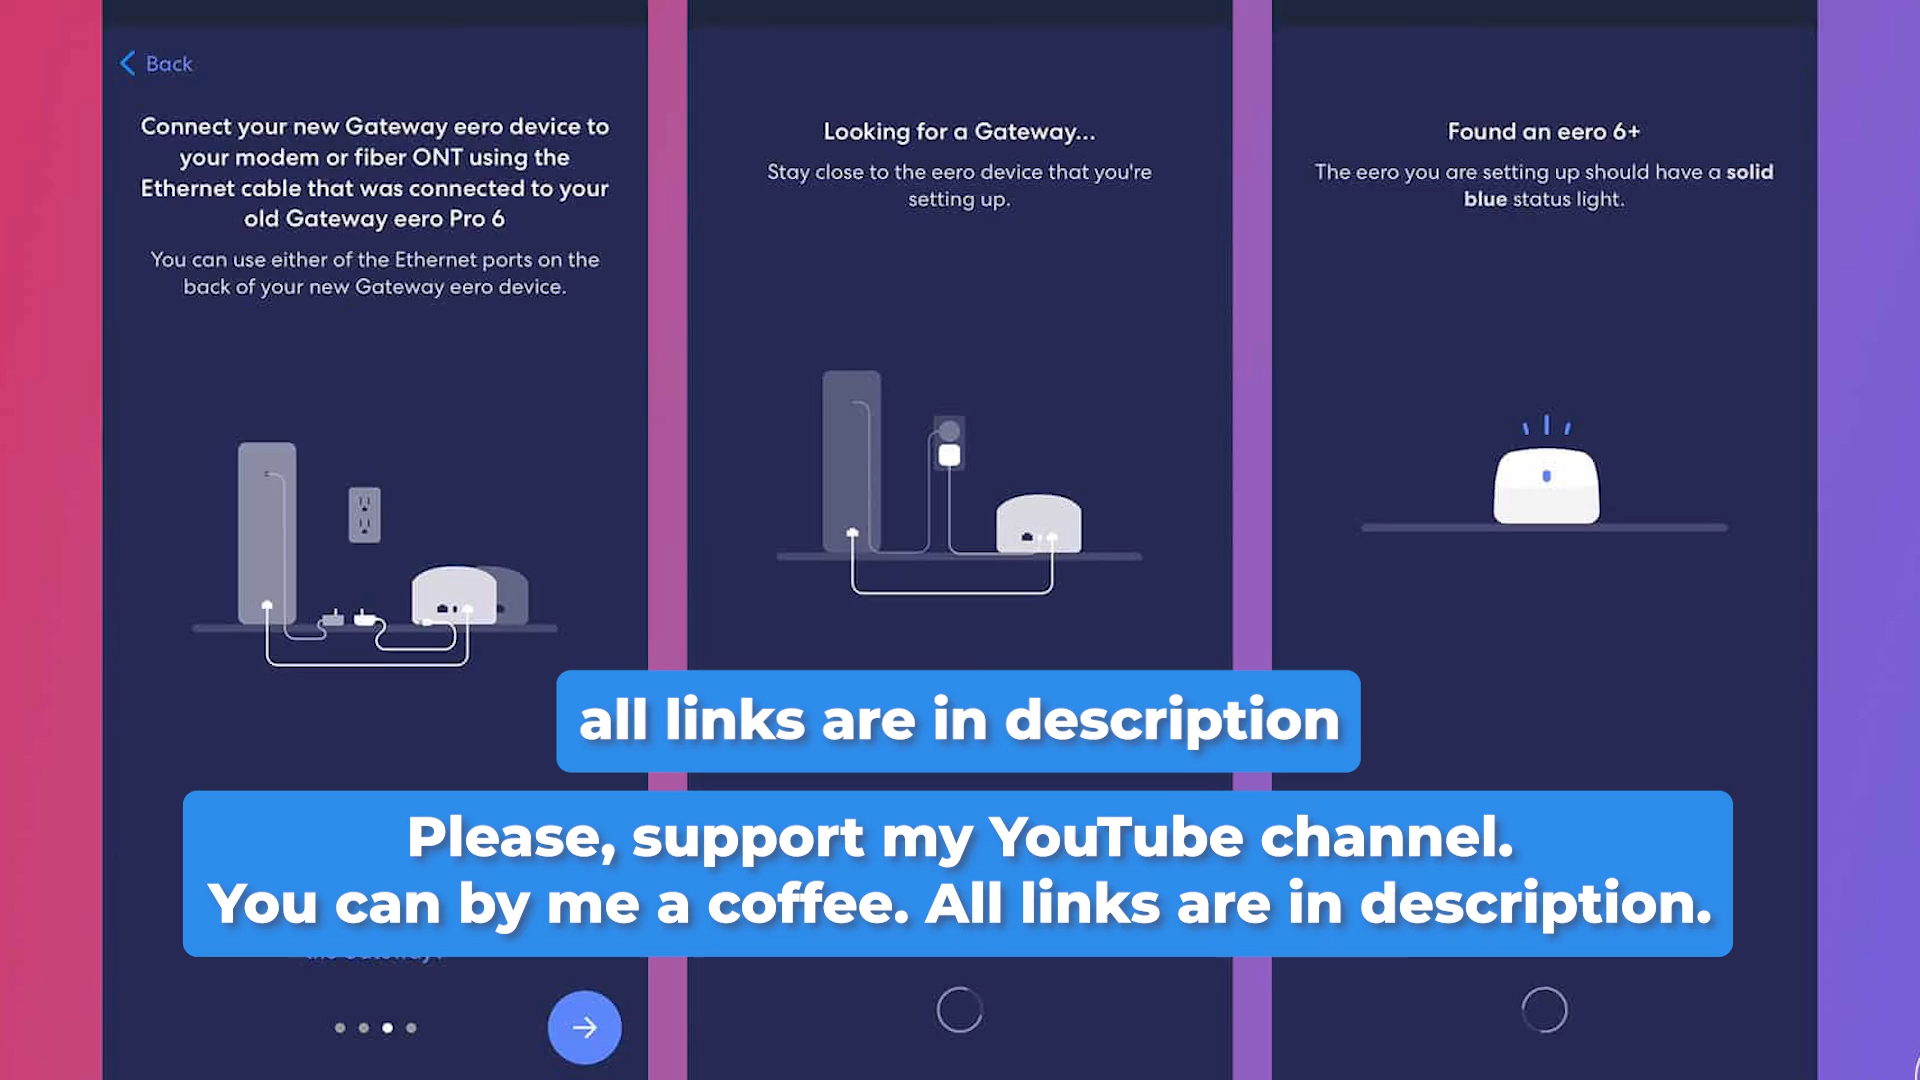 Back
Connect your new Gateway eero device to
your modem or fiber ONT using the
Ethernet cable that was connected to your
old Gateway eero Pro 6
You can use either of the Ethernet ports on the
back of your new Gateway eero device.
Looking for a Gateway...
Stay close to the eero device that you're
setting up.
Found an eero 6+
The eero you are setting up should have a solid
blue status light.
all links are in description
Please, support my YouTube channel.
You can by me a coffee. All links are in description.